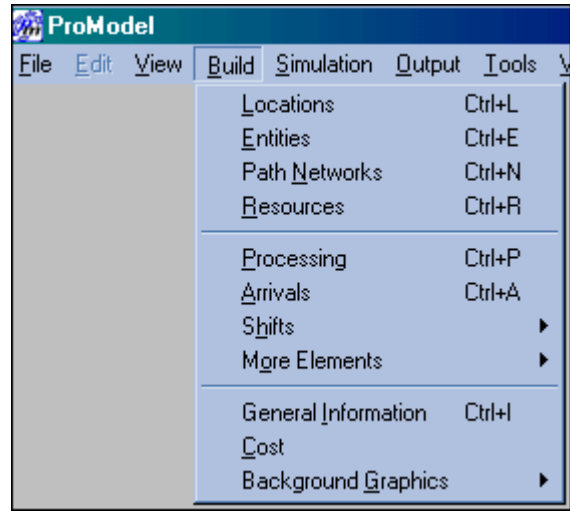 ProModel
File Edit View Build Simulation Output Tools
Locations Ctrl+L
Entities Ctrl+E
Path Networks Ctrl+N
Resources Ctrl+R
Processing Ctrl+P
Arrivals Ctrl+A
Shifts
More Elements
General Information Ctrl+I
Cost
Background Graphics